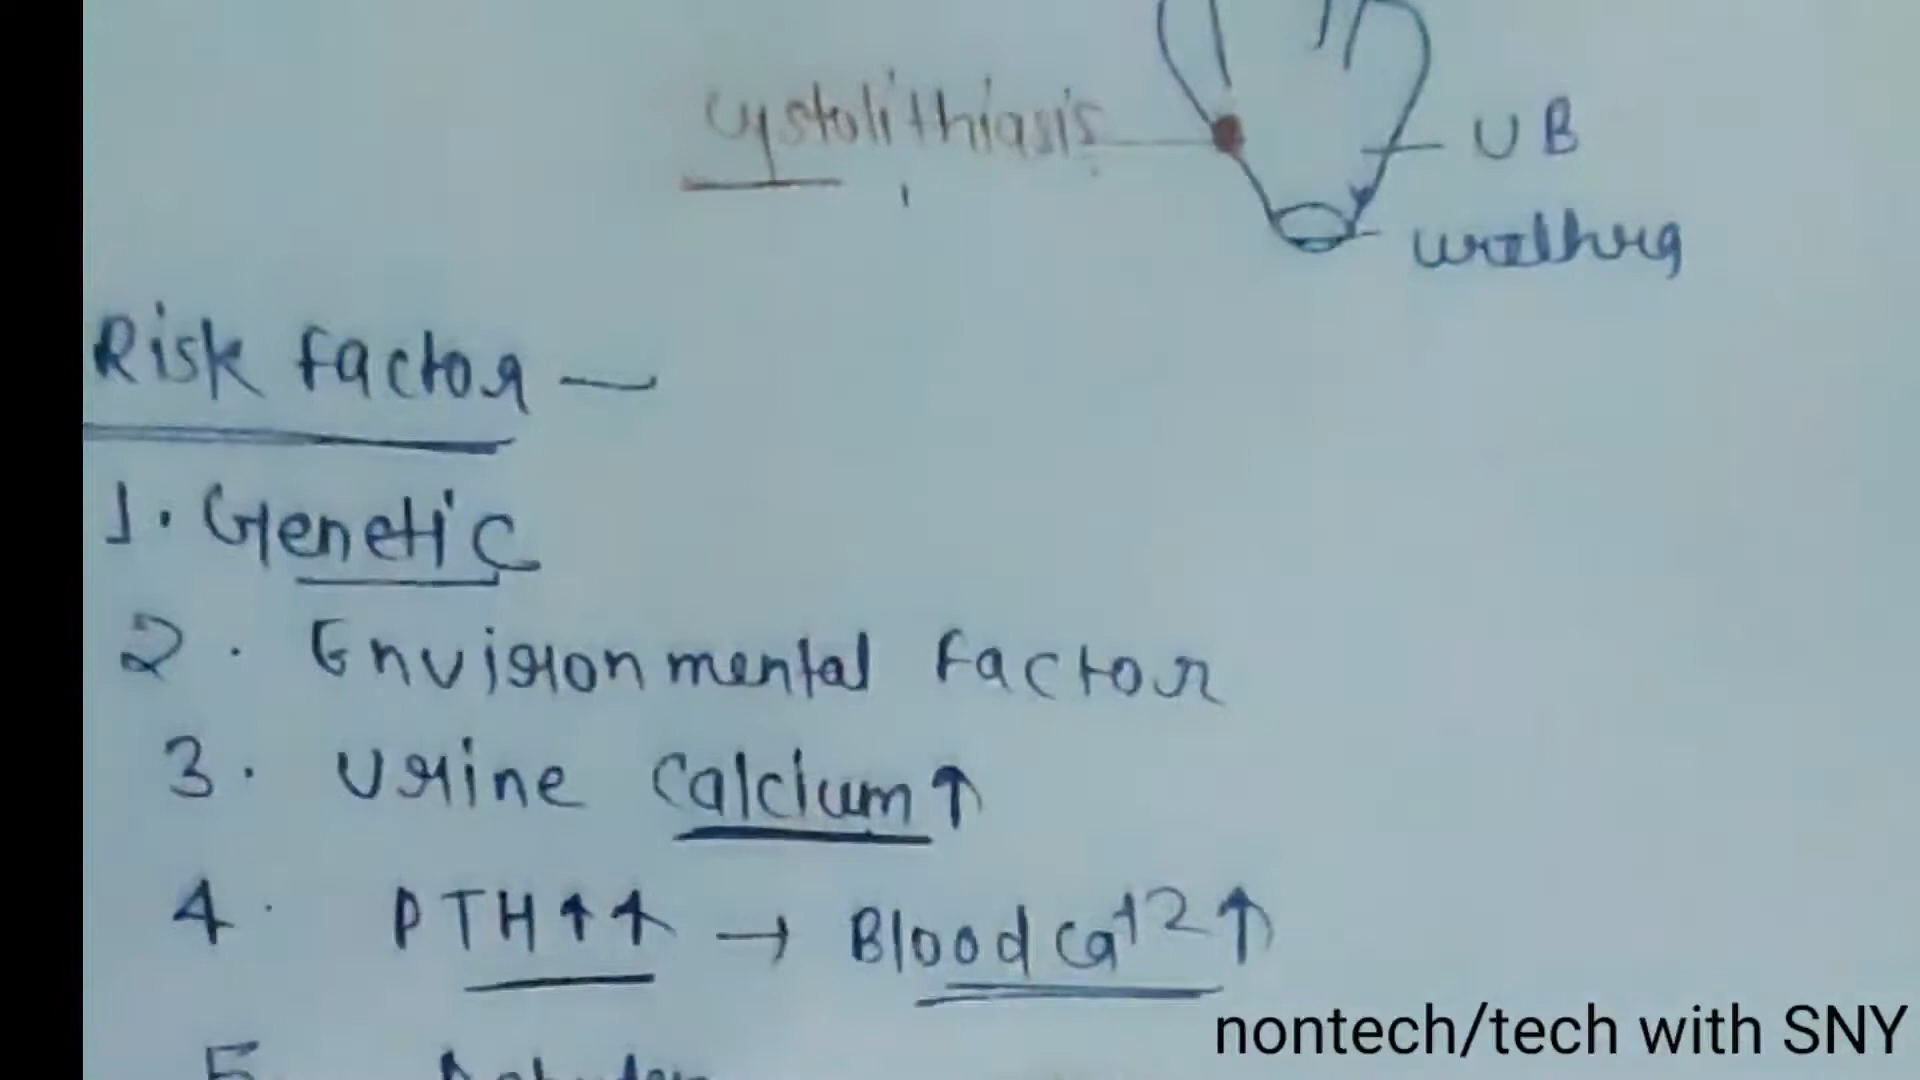 cystolithiasis
UB
urethra
Risk factor —
1. Genetic
2. Environmental factor
3. Urine calcium ↑
4. PTH ↑↑ → Blood Ca+2 ↑
5.
nontech/tech with SNY